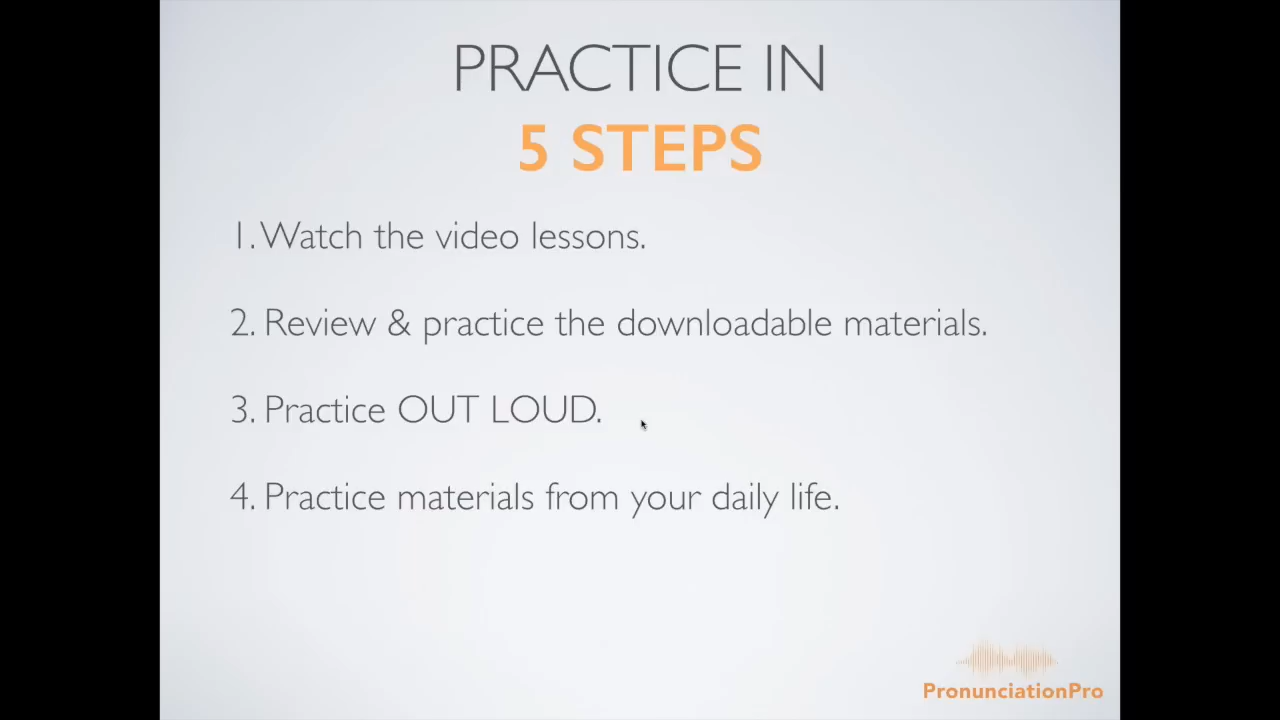 PRACTICE IN
5 STEPS
1. Watch the video lessons.
2. Review & practice the downloadable materials.
3. Practice OUT LOUD.
4. Practice materials from your daily life.
PronunciationPro